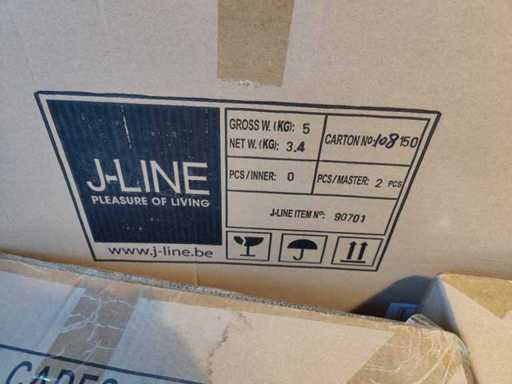 J-LINE
PLEASURE OF LIVING
www.j-line.be
GROSS W. (KG): 5
NET W. (KG): 3.4
CARTON Nº: 108 150
PCS/INNER: 0
PCS/MASTER: 2 PCS
J-LINE ITEM Nº: 90701